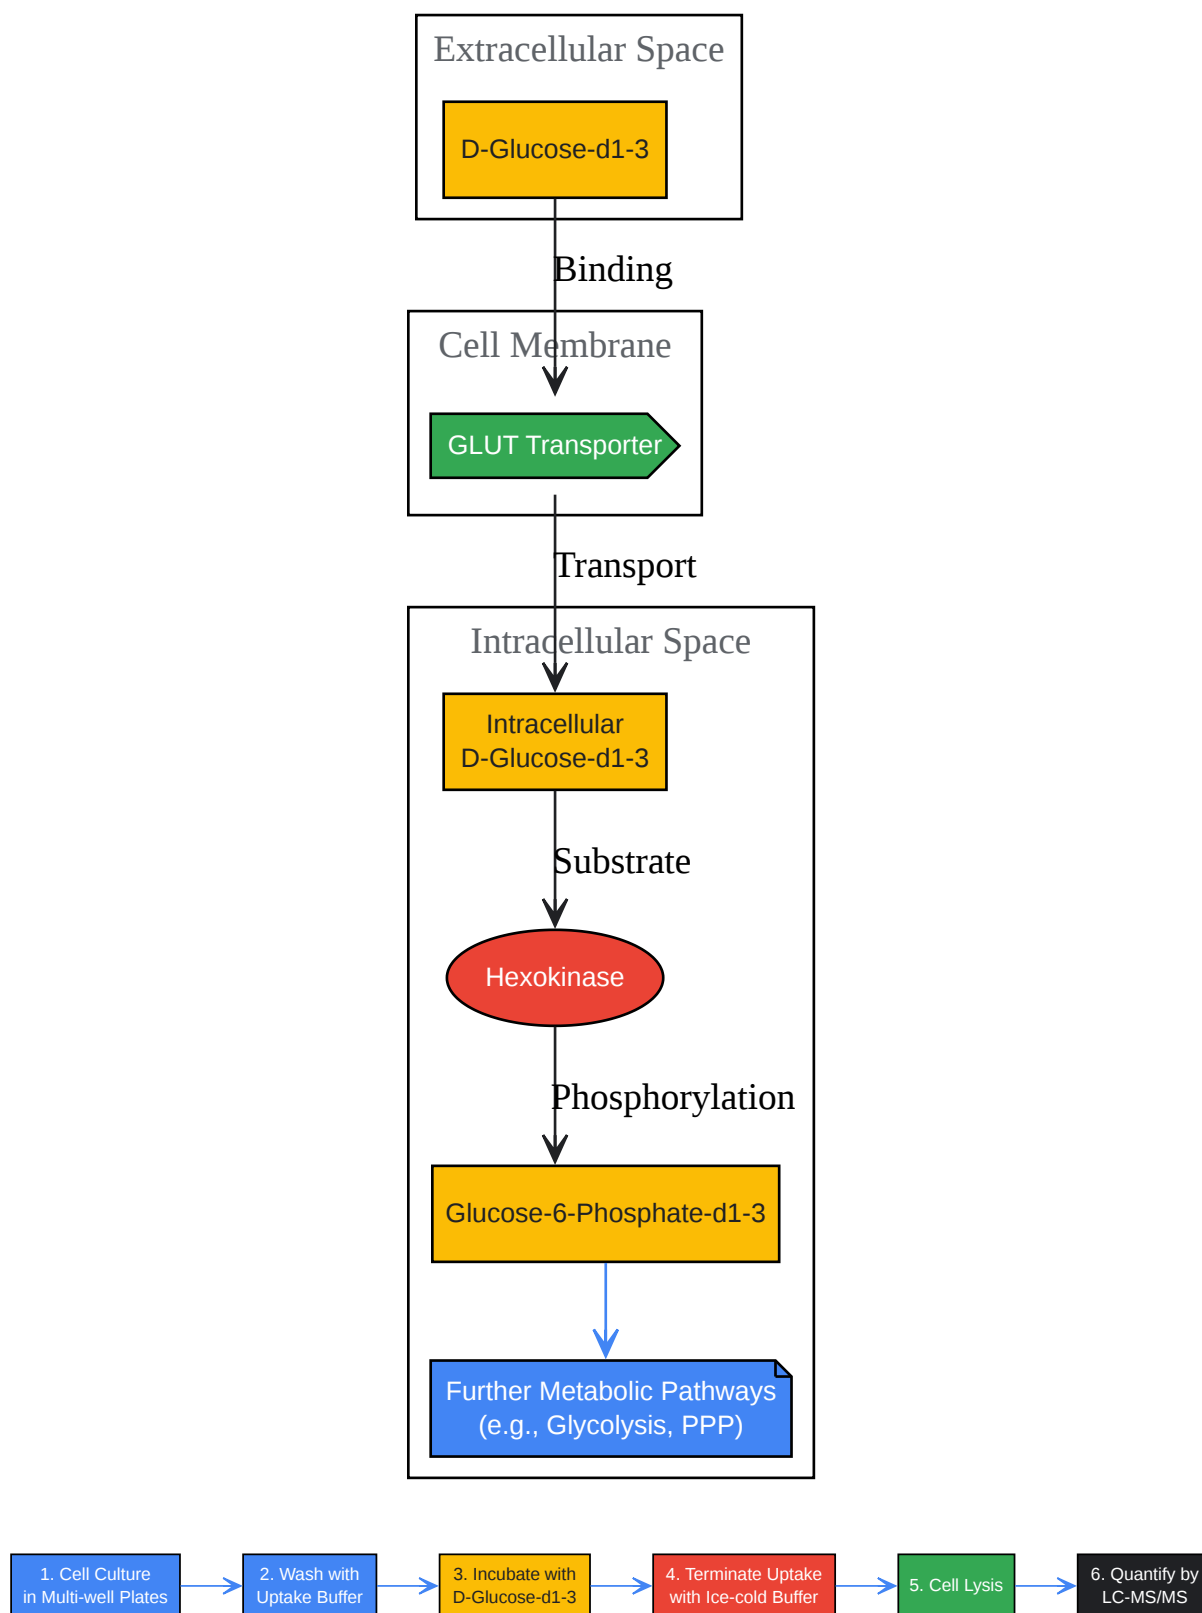 Extracellular Space
D-Glucose-d1-3
Binding
Cell Membrane
GLUT Transporter
Transport
Intracellular Space
Intracellular
D-Glucose-d1-3
Substrate
Hexokinase
Phosphorylation
Glucose-6-Phosphate-d1-3
Further Metabolic Pathways
(e.g., Glycolysis, PPP)
1. Cell Culture
in Multi-well Plates
2. Wash with
Uptake Buffer
3. Incubate with
D-Glucose-d1-3
4. Terminate Uptake
with Ice-cold Buffer
5. Cell Lysis
6. Quantify by
LC-MS/MS